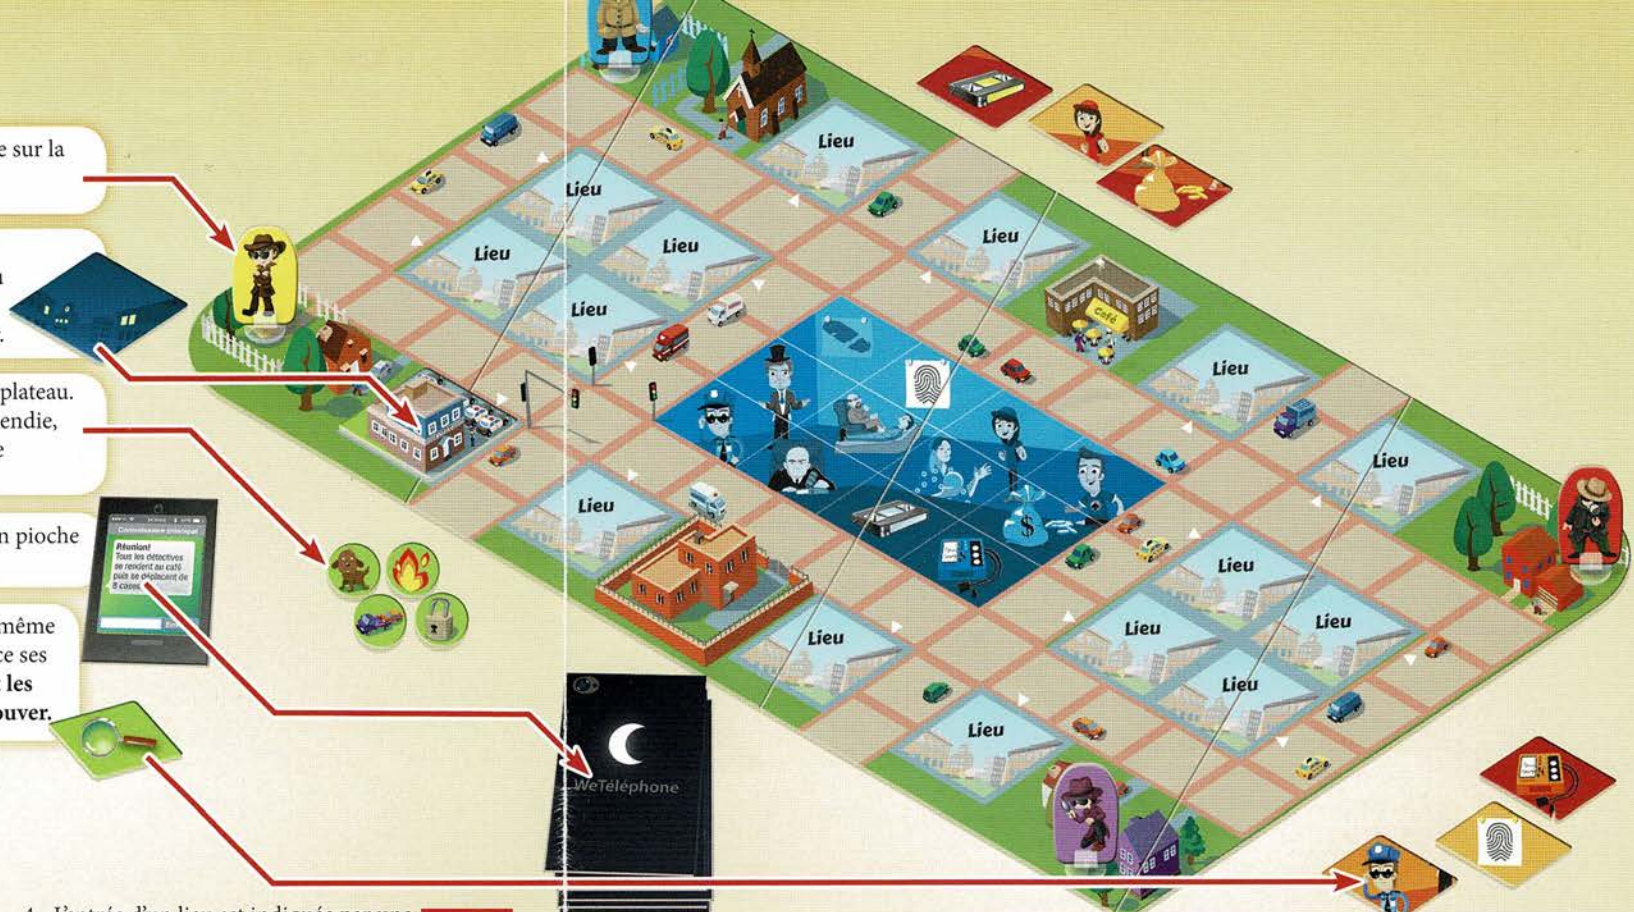 e sur la
plateau.
endie,
e
n pioche
même
ce ses
t les
ouver.
Réunion!
Tous les détectives
se rendent au café
puis se déplacent de
8 cases.
WeTéléphone
Lieu
Lieu
Lieu
Lieu
Lieu
Lieu
Lieu
Café
Lieu
Lieu
Lieu
Lieu
Lieu
Lieu
Lieu
Lieu
$
L'entrée d'un lieu est indiquée par une